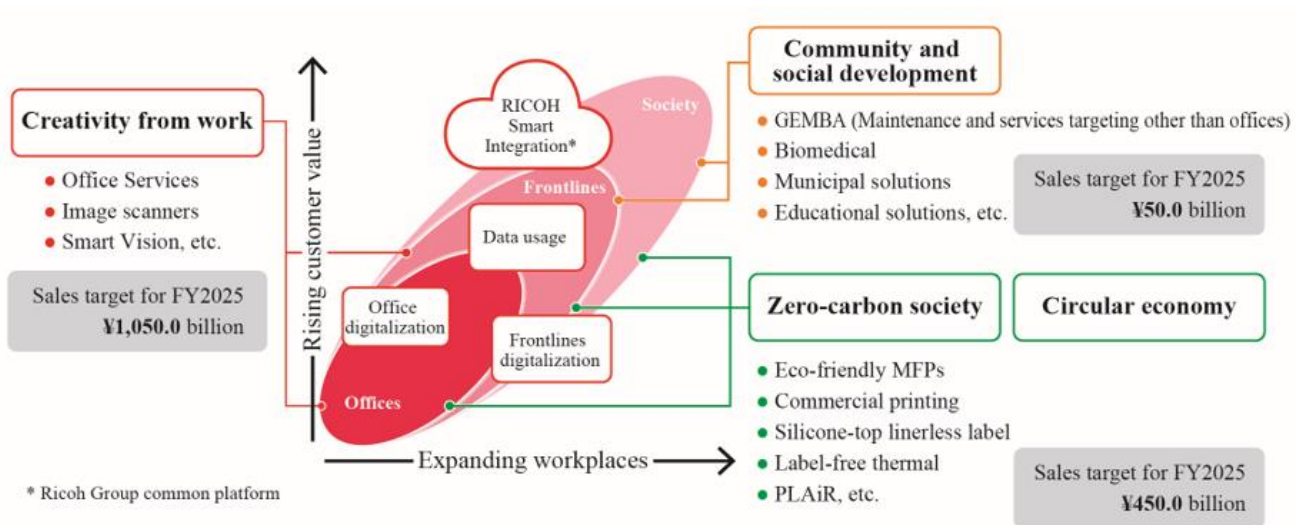 Creativity from work
• Office Services
• Image scanners
• Smart Vision, etc.
Sales target for FY2025
¥1,050.0 billion
Rising customer value
RICOH
Smart
Integration*
Society
Frontlines
Data usage
Office
digitalization
Frontlines
digitalization
Offices
Expanding workplaces
Community and
social development
• GEMBA (Maintenance and services targeting other than offices)
• Biomedical
• Municipal solutions
• Educational solutions, etc.
Sales target for FY2025
¥50.0 billion
Zero-carbon society
Circular economy
• Eco-friendly MFPs
• Commercial printing
• Silicone-top linerless label
• Label-free thermal
• PLAiR, etc.
Sales target for FY2025
¥450.0 billion
* Ricoh Group common platform